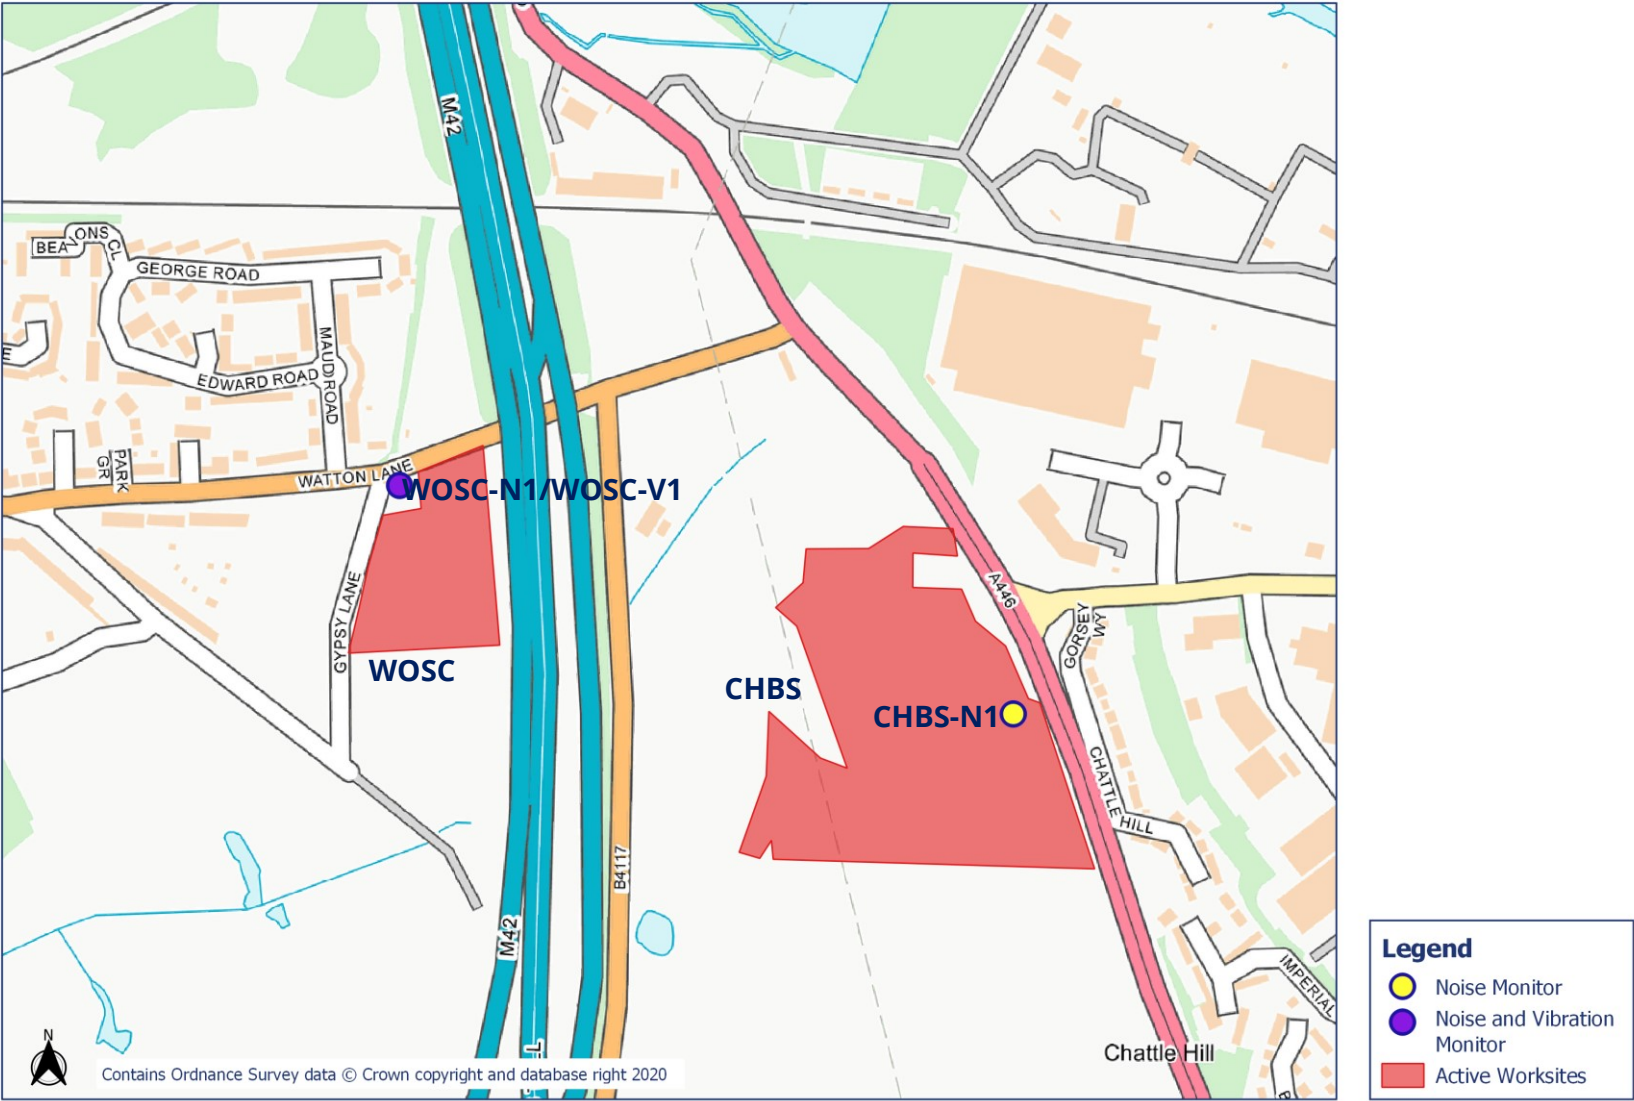 M42
BEA
ONS
CL
GEORGE ROAD
MAUD ROAD
EDWARD ROAD
E
PARK
GR
WATTON LANE
WOSC-N1/WOSC-V1
GYPSY LANE
WOSC
A446
GORSEY
WY
CHBS
CHBS-N1
CHATTLE HILL
B4117
M42
IMPERIAL
Chattle Hill
N
Contains Ordnance Survey data © Crown copyright and database right 2020
Legend
Noise Monitor
Noise and Vibration
Monitor
Active Worksites